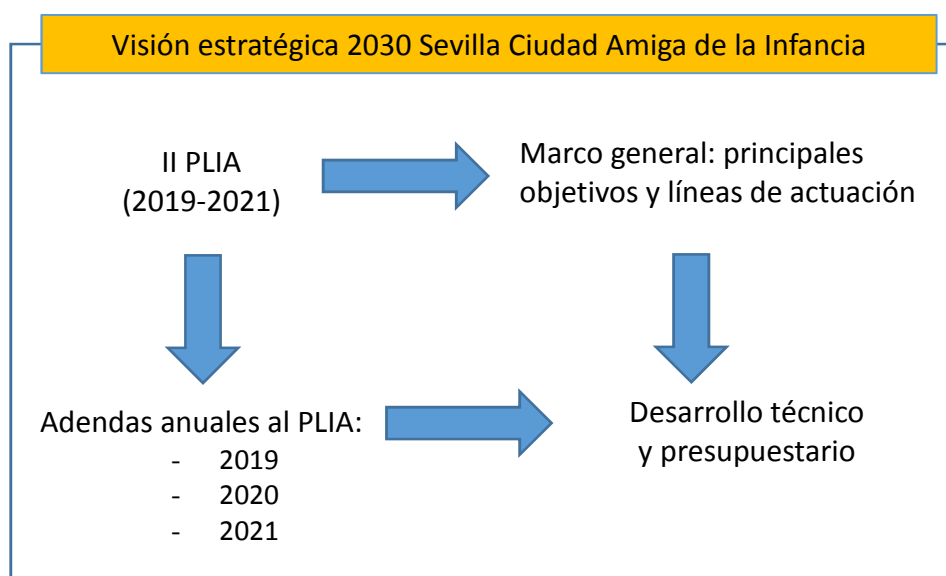 Visión estratégica 2030 Sevilla Ciudad Amiga de la Infancia
II PLIA
(2019-2021)
Marco general: principales
objetivos y líneas de actuación
Adendas anuales al PLIA:
- 2019
- 2020
- 2021
Desarrollo técnico
y presupuestario